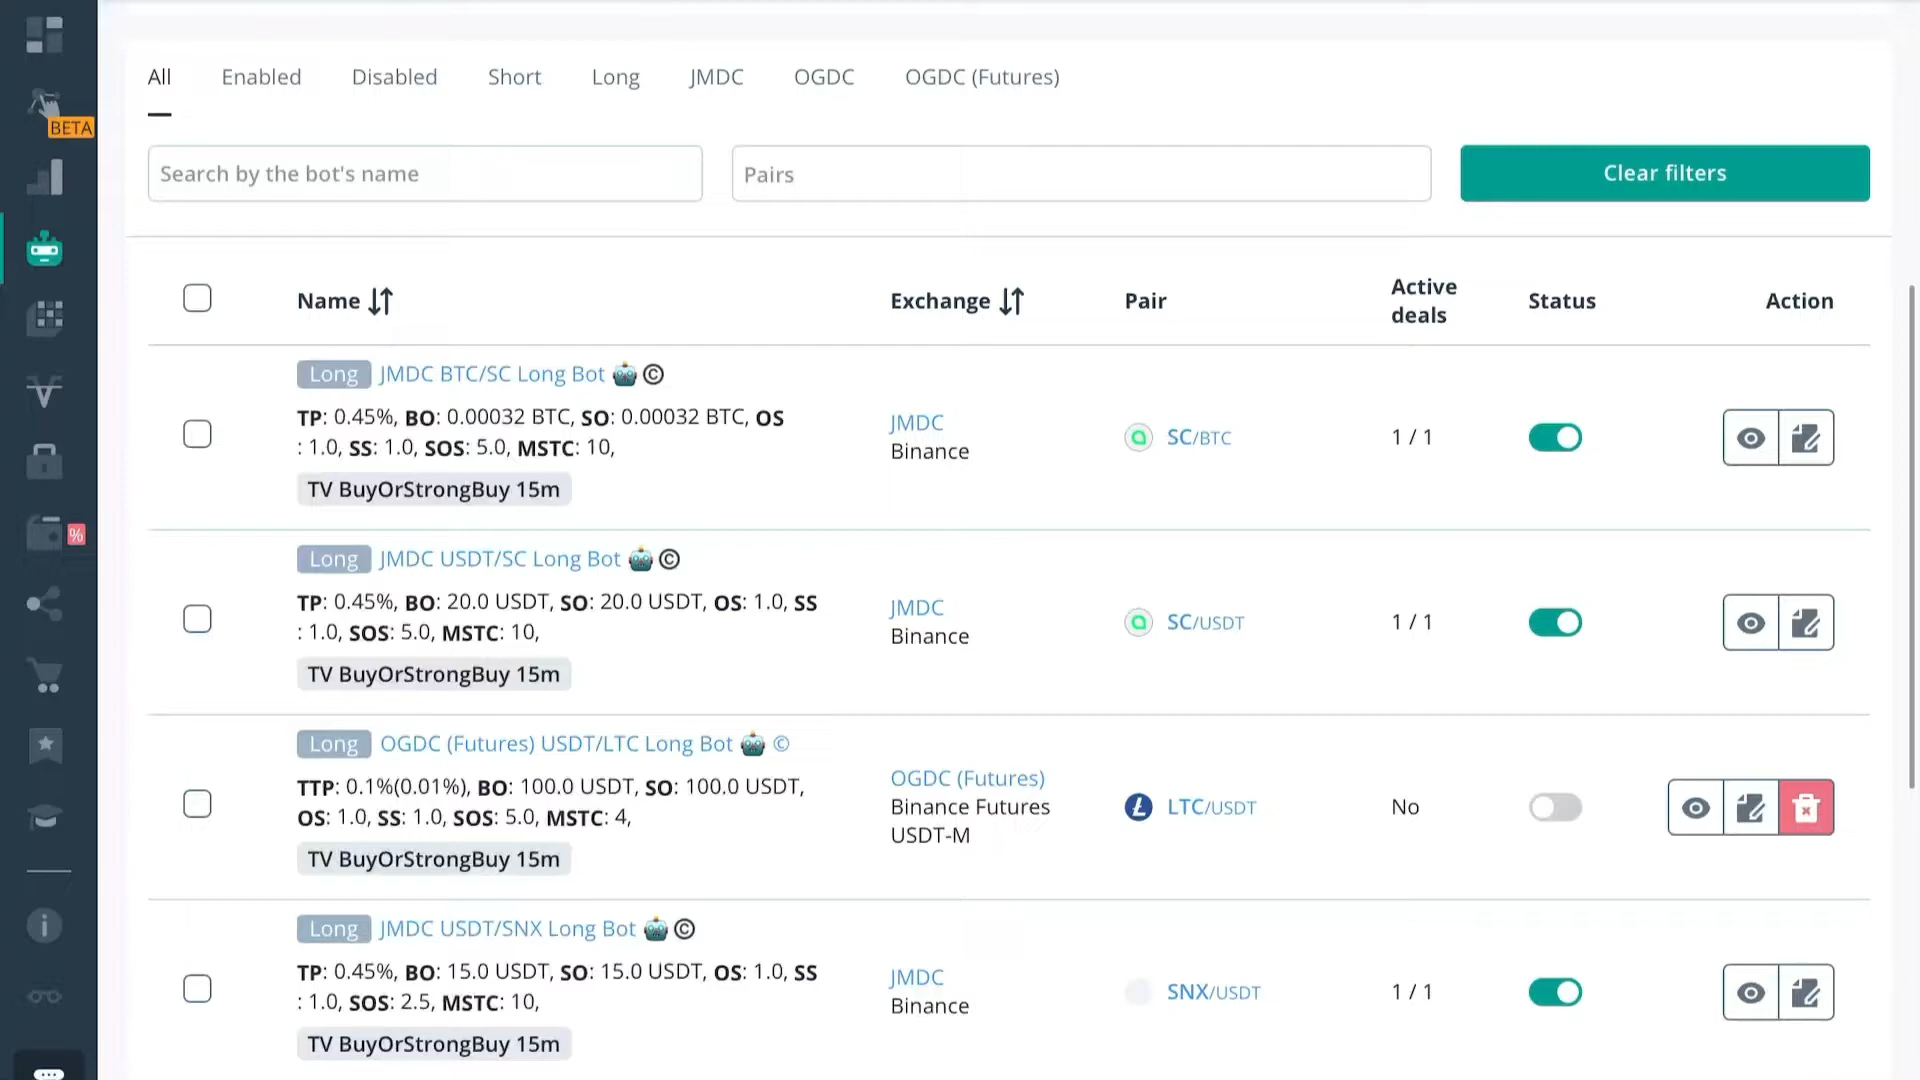 All Enabled Disabled Short Long JMDC OGDC OGDC (Futures)
BETA
Search by the bot's name Pairs Clear filters
Name Exchange Pair Active deals Status Action
Long JMDC BTC/SC Long Bot ©
TP: 0.45%, BO: 0.00032 BTC, SO: 0.00032 BTC, OS
: 1.0, SS: 1.0, SOS: 5.0, MSTC: 10,
TV BuyOrStrongBuy 15m
JMDC
Binance
SC/BTC
1 / 1
%
Long JMDC USDT/SC Long Bot ©
TP: 0.45%, BO: 20.0 USDT, SO: 20.0 USDT, OS: 1.0, SS
: 1.0, SOS: 5.0, MSTC: 10,
TV BuyOrStrongBuy 15m
JMDC
Binance
SC/USDT
1 / 1
Long OGDC (Futures) USDT/LTC Long Bot ©
TTP: 0.1%(0.01%), BO: 100.0 USDT, SO: 100.0 USDT,
OS: 1.0, SS: 1.0, SOS: 5.0, MSTC: 4,
TV BuyOrStrongBuy 15m
OGDC (Futures)
Binance Futures
USDT-M
LTC/USDT
No
Long JMDC USDT/SNX Long Bot ©
TP: 0.45%, BO: 15.0 USDT, SO: 15.0 USDT, OS: 1.0, SS
: 1.0, SOS: 2.5, MSTC: 10,
TV BuyOrStrongBuy 15m
JMDC
Binance
SNX/USDT
1 / 1